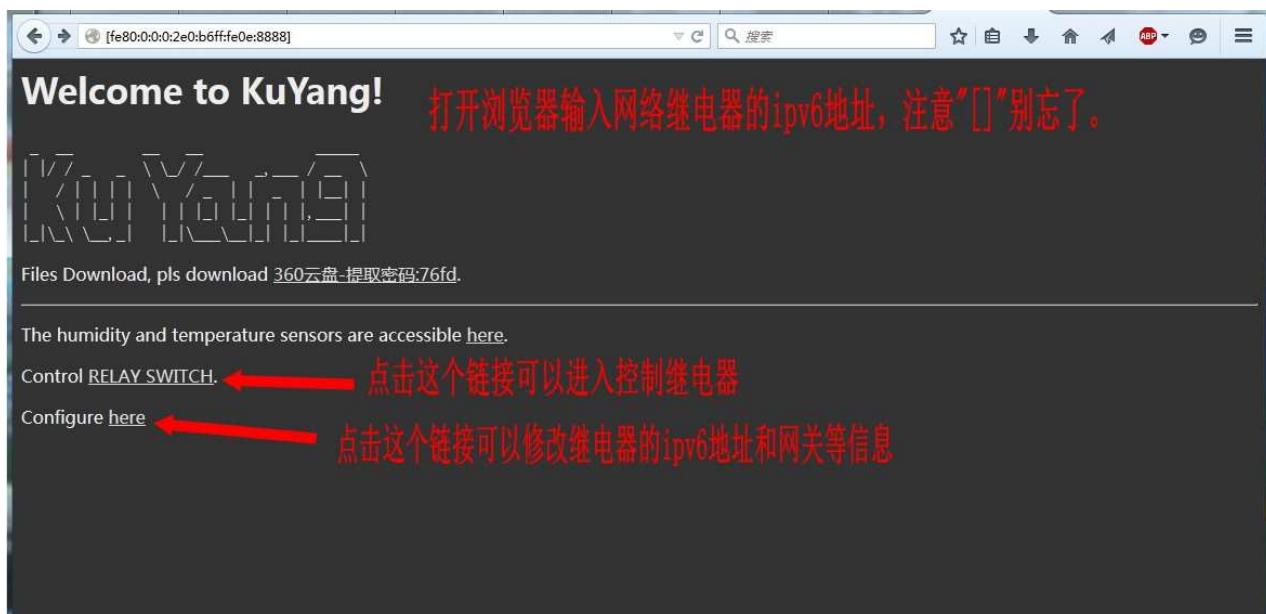 [fe80:0:0:0:2e0:b6ff:fe0e:8888]
搜索
ABP
Welcome to KuYang!
打开浏览器输入网络继电器的ipv6地址，注意"[]"别忘了。
Ku Yang
Files Download, pls download 360云盘-提取密码:76fd.
The humidity and temperature sensors are accessible here.
Control RELAY SWITCH.
点击这个链接可以进入控制继电器
Configure here
点击这个链接可以修改继电器的ipv6地址和网关等信息